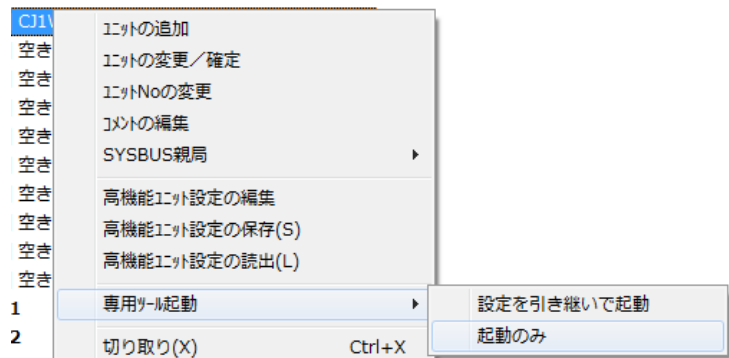 CJ1W
ﾕﾆｯﾄの追加
空き
ﾕﾆｯﾄの変更／確定
空き
ﾕﾆｯﾄNoの変更
空き
ｺﾒﾝﾄの編集
空き
SYSBUS親局
空き
空き
高機能ﾕﾆｯﾄ設定の編集
空き
高機能ﾕﾆｯﾄ設定の保存(S)
空き
高機能ﾕﾆｯﾄ設定の読出(L)
空き
1
専用ﾂｰﾙ起動
設定を引き継いで起動
2
起動のみ
切り取り(X) Ctrl+X